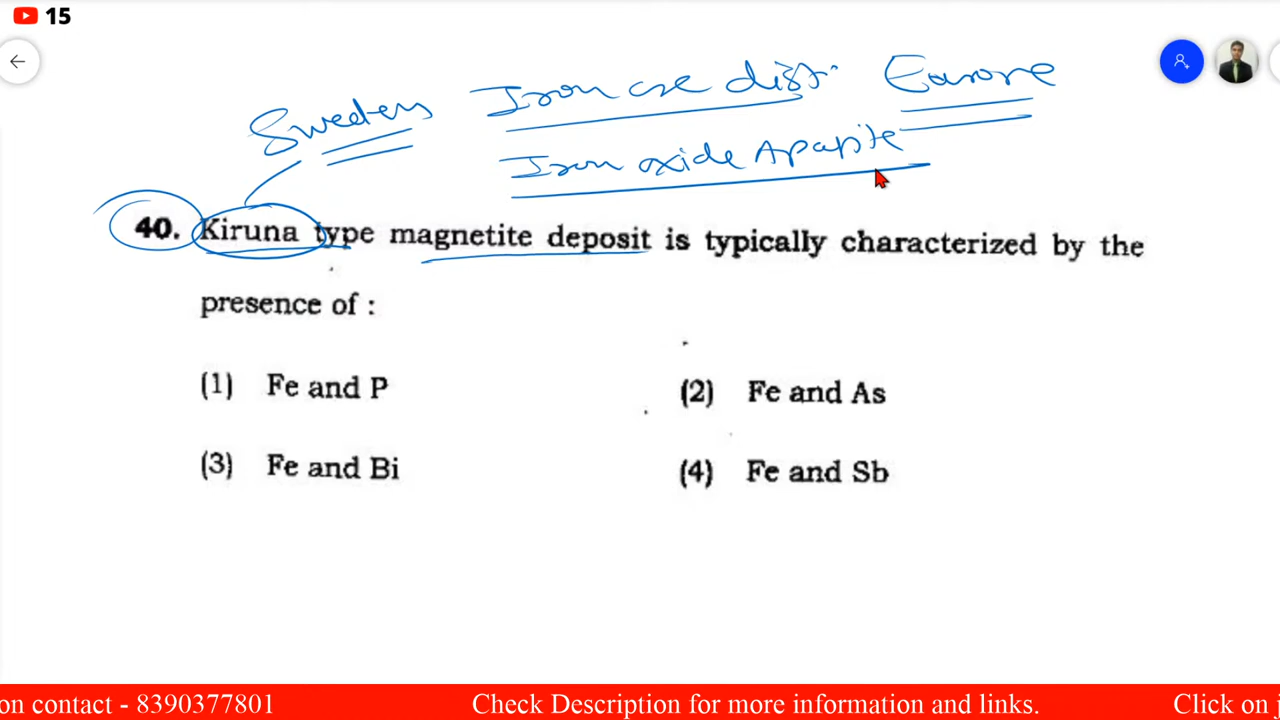 15
Sweden Iron ore dist. Europe
Iron oxide Apapite
40. Kiruna type magnetite deposit is typically characterized by the
presence of :
(1) Fe and P (2) Fe and As
(3) Fe and Bi (4) Fe and Sb
on contact - 8390377801 Check Description for more information and links. Click on j